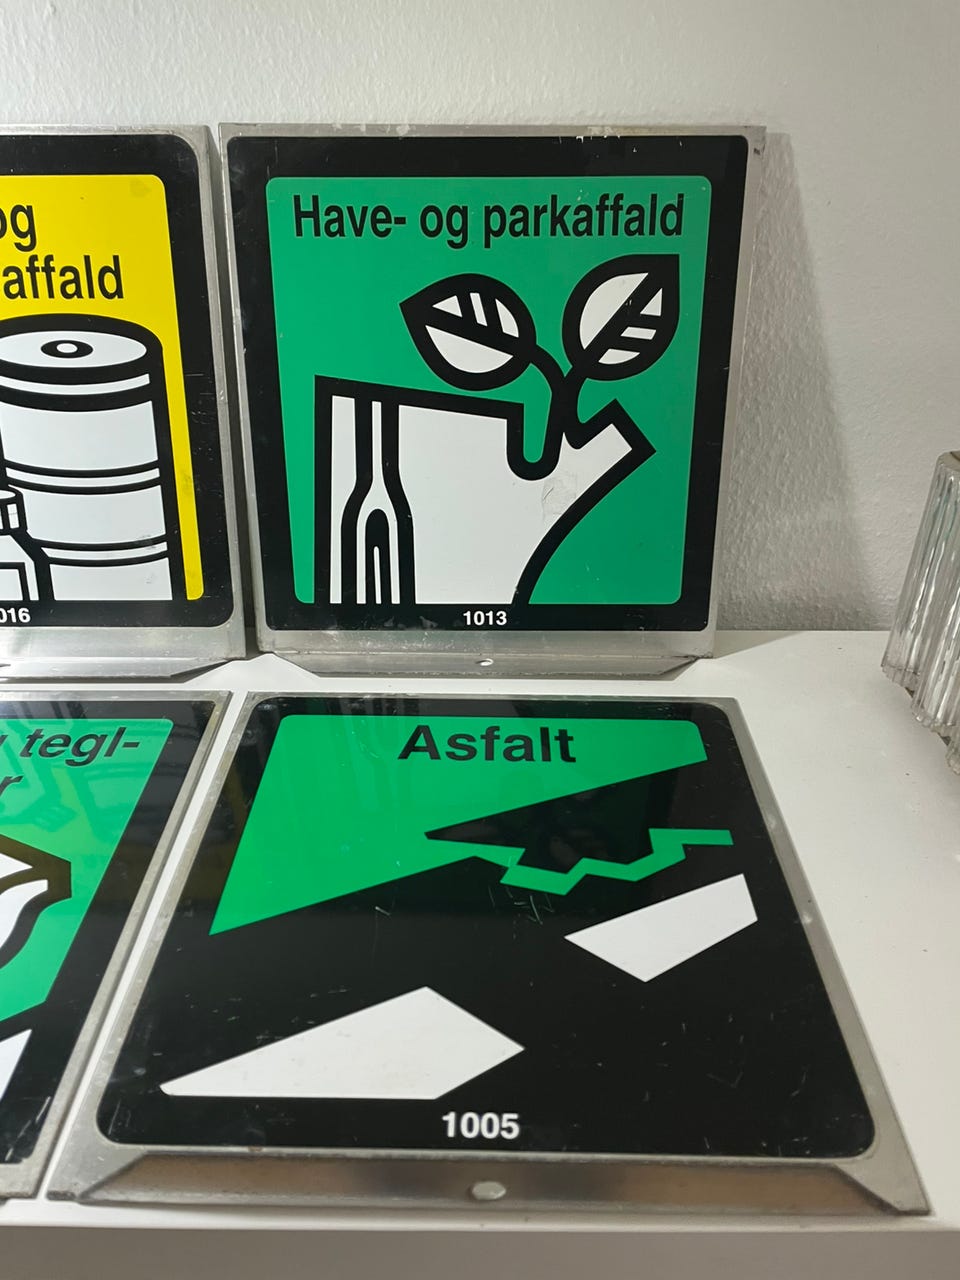 og
affald
016
Have- og parkaffald
1013
tegl-
r
Asfalt
1005